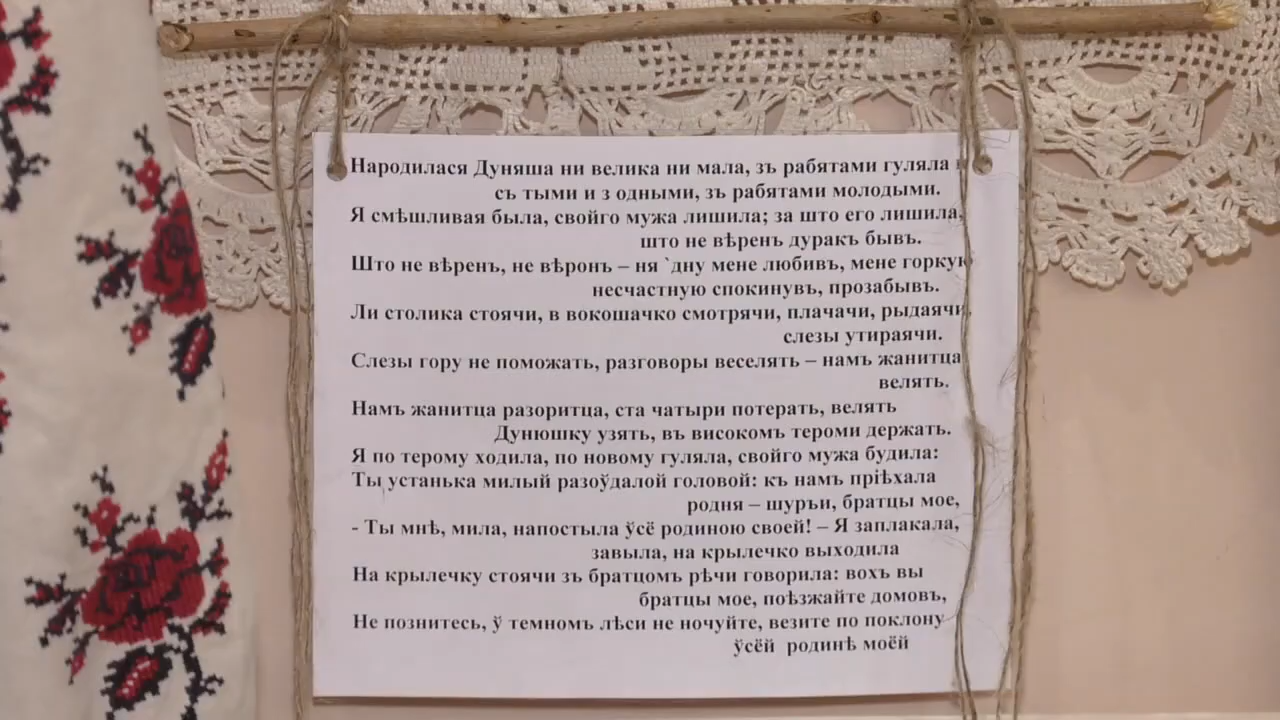 Народилася Дуняша ни велика ни мала, зъ рабятами гуляла
съ тыми и з одными, зъ рабятами молодыми.
Я смѣшливая была, свойго мужа лишила; за што его лишила,
што не вѣренъ дуракъ бывъ.
Што не вѣренъ, не вѣронъ – ня `дну мене любивъ, мене горкую
несчастную спокинувъ, прозабывъ.
Ли столика стоячи, в вокошачко смотрячи, плачачи, рыдаячи,
слезы утираячи.
Слезы гору не поможать, разговоры веселять – намъ жанитца
велять.
Намъ жанитца разоритца, ста чатыри потерать, велять
Дунюшку узять, въ високомъ тероми держать.
Я по терому ходила, по новому гуляла, свойго мужа будила:
Ты устанька милый разоўдалой головой: къ намъ пріѣхала
родня – шуръи, братцы мое,
- Ты мнѣ, мила, напостыла ўсё родиною своей! – Я заплакала,
завыла, на крылечко выходила
На крылечку стоячи зъ братцомъ рѣчи говорила: вохъ вы
братцы мое, поѣзжайте домовъ,
Не познитесь, ў темномъ лѣси не ночуйте, везите по поклону
ўсёй родинѣ моёй